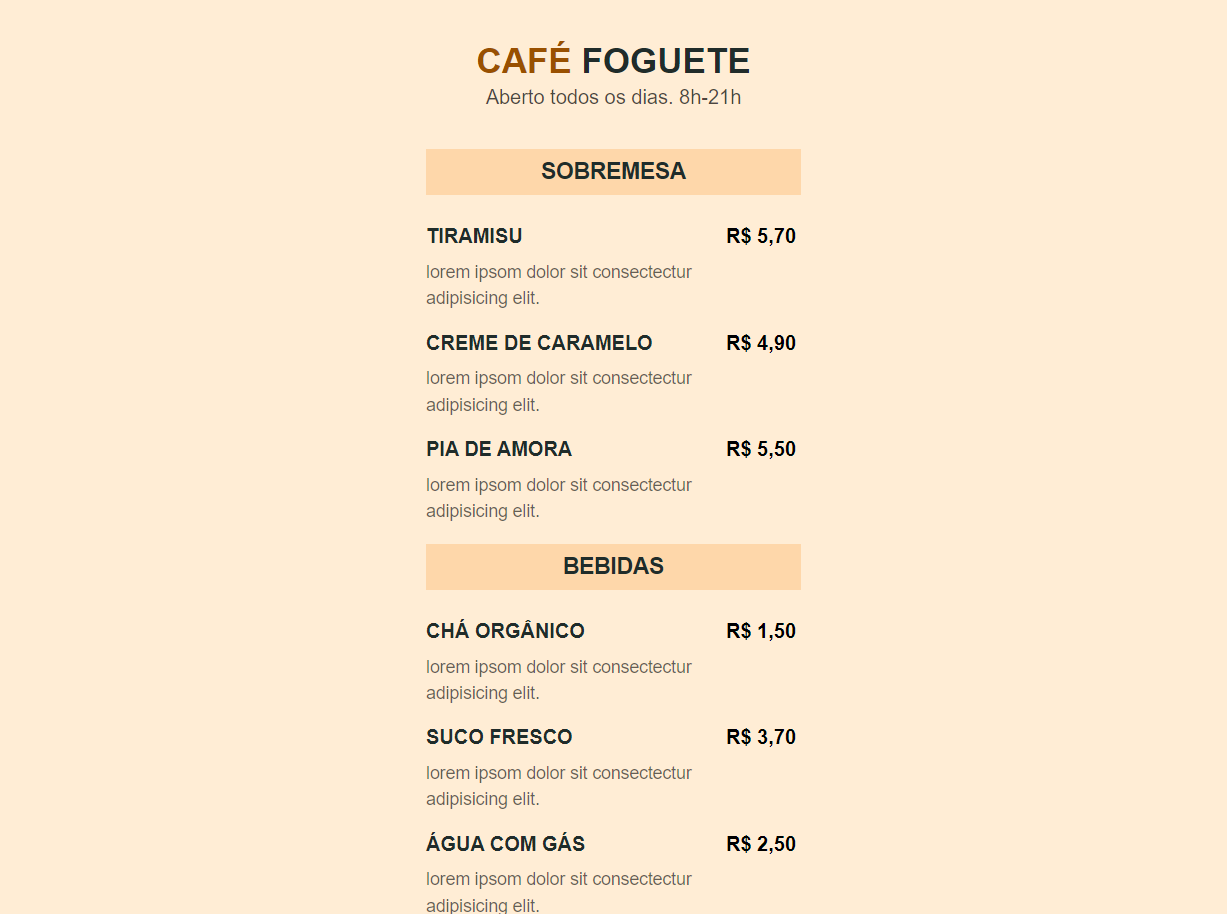 CAFÉ FOGUETE
Aberto todos os dias. 8h-21h
SOBREMESA
TIRAMISU R$ 5,70
lorem ipsom dolor sit consectectur
adipisicing elit.
CREME DE CARAMELO R$ 4,90
lorem ipsom dolor sit consectectur
adipisicing elit.
PIA DE AMORA R$ 5,50
lorem ipsom dolor sit consectectur
adipisicing elit.
BEBIDAS
CHÁ ORGÂNICO R$ 1,50
lorem ipsom dolor sit consectectur
adipisicing elit.
SUCO FRESCO R$ 3,70
lorem ipsom dolor sit consectectur
adipisicing elit.
ÁGUA COM GÁS R$ 2,50
lorem ipsom dolor sit consectectur
adipisicing elit.